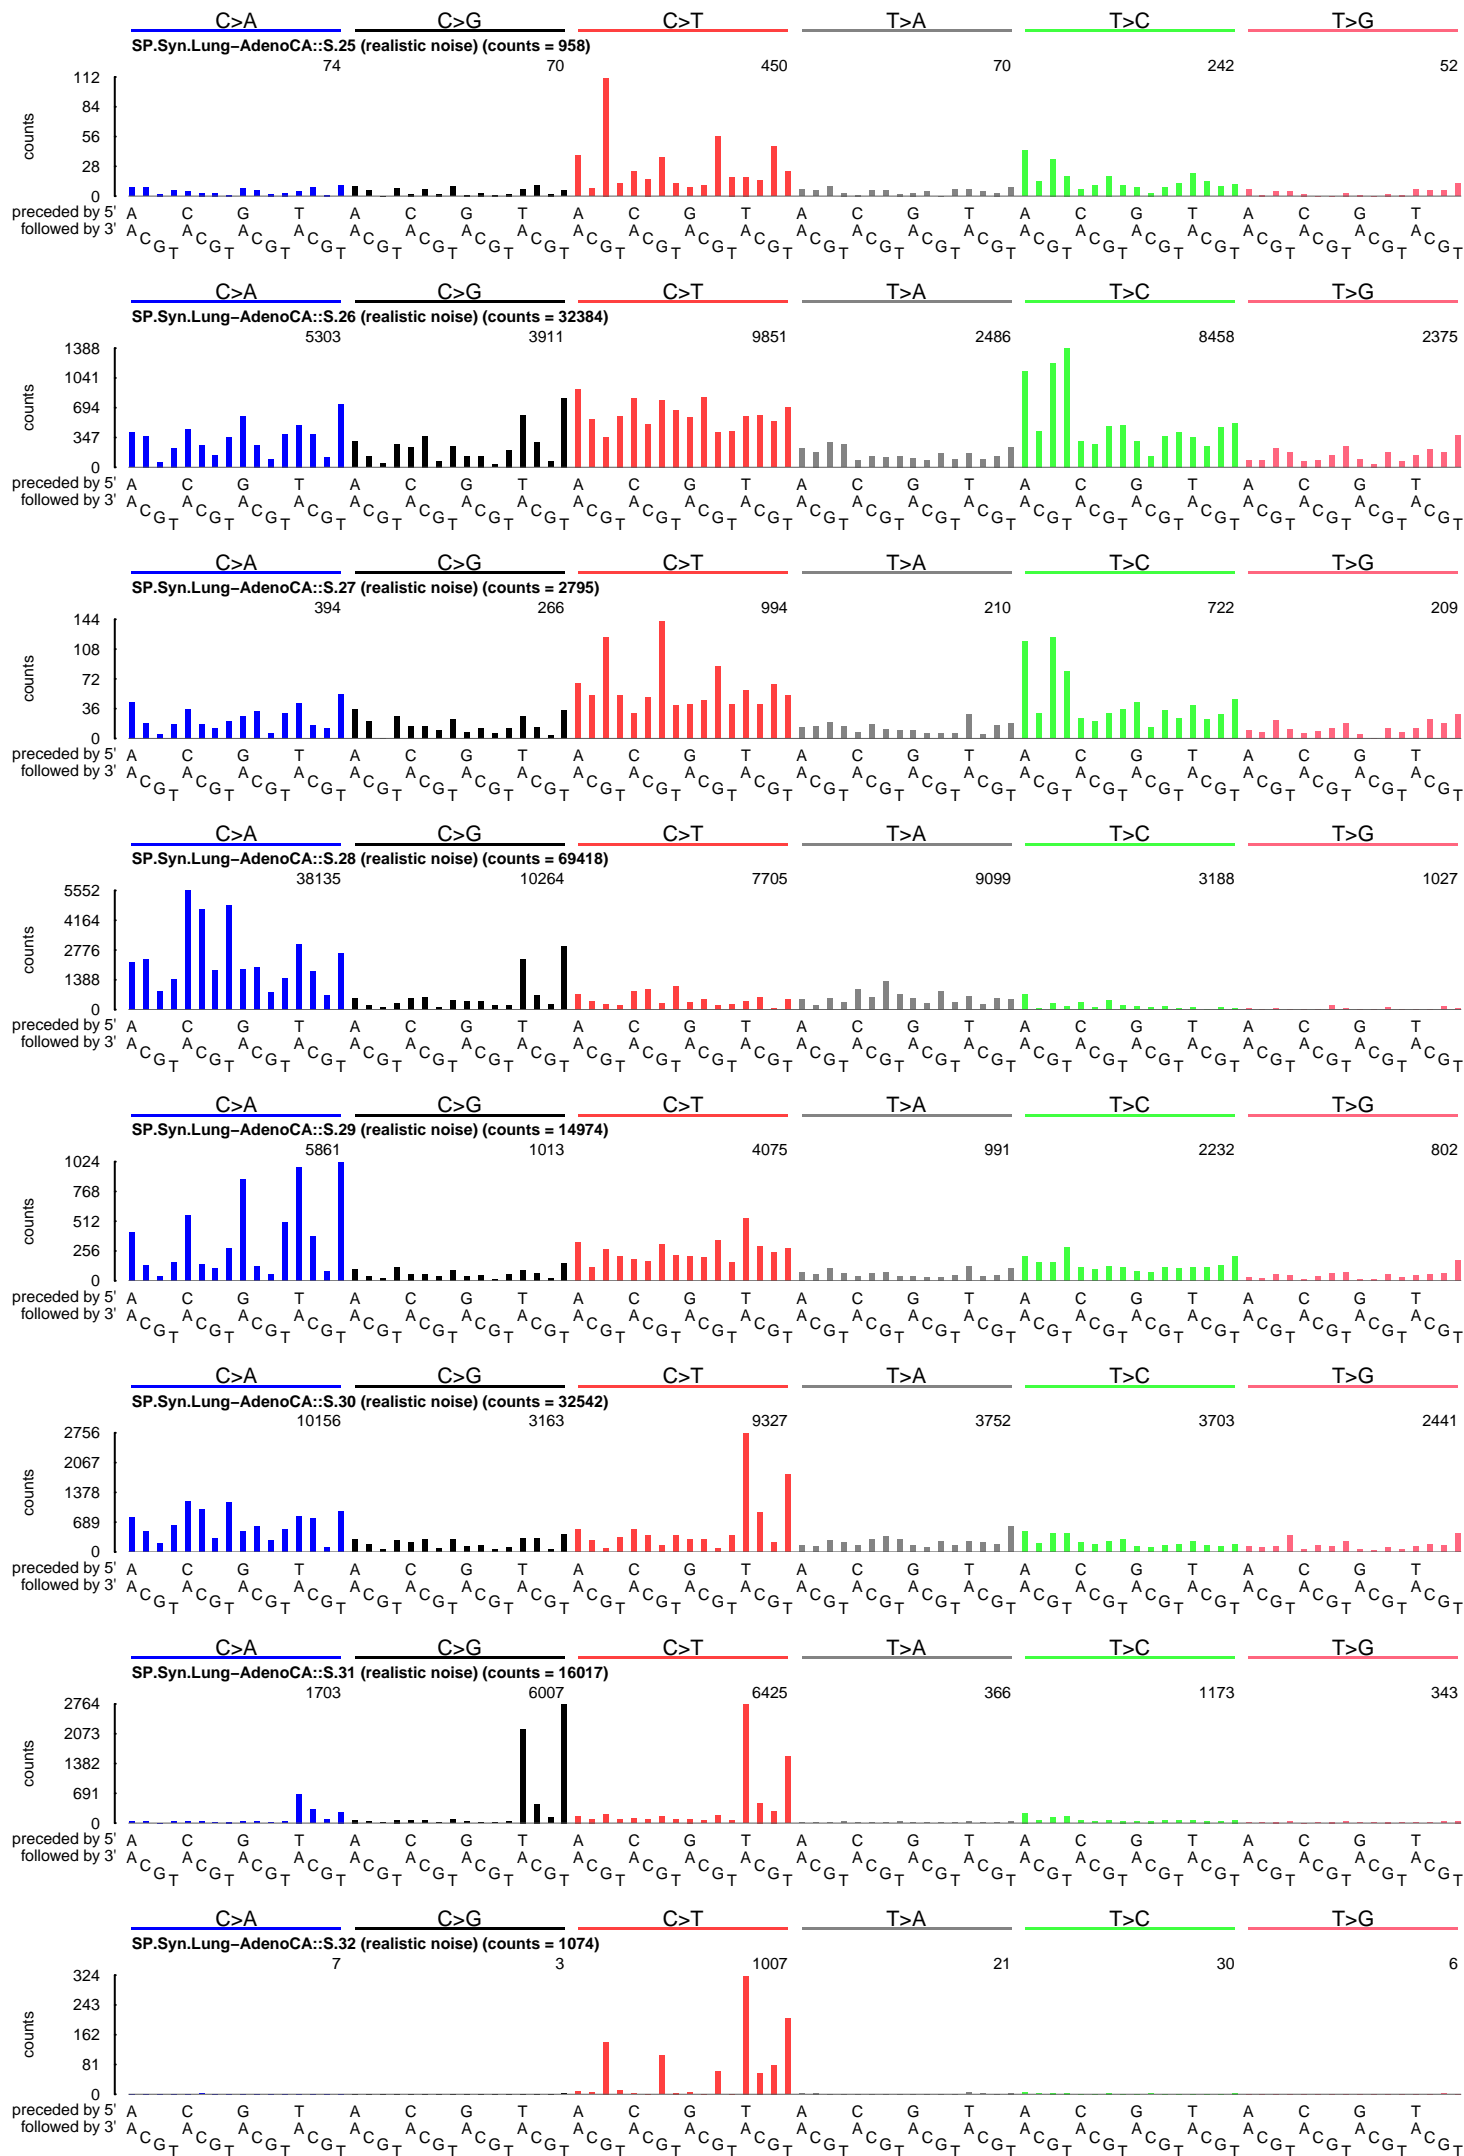 C>A C>G C>T T>A T>C T>G
SP.Syn.Lung−AdenoCA::S.25 (realistic noise) (counts = 958)
74 70 450 70 242 52
112
84
56
28
0
counts
preceded by 5' A C G T A C G T A C G T A C G T A C G T A C G T
followed by 3' A C G T A C G T A C G T A C G T A C G T A C G T A C G T A C G T A C G T A C G T A C G T A C G T A C G T A C G T A C G T A C G T A C G T A C G T A C G T A C G T A C G T A C G T A C G T A C G T
C>A C>G C>T T>A T>C T>G
SP.Syn.Lung−AdenoCA::S.26 (realistic noise) (counts = 32384)
5303 3911 9851 2486 8458 2375
1388
1041
694
347
0
counts
preceded by 5' A C G T A C G T A C G T A C G T A C G T A C G T
followed by 3' A C G T A C G T A C G T A C G T A C G T A C G T A C G T A C G T A C G T A C G T A C G T A C G T A C G T A C G T A C G T A C G T A C G T A C G T A C G T A C G T A C G T A C G T A C G T A C G T
C>A C>G C>T T>A T>C T>G
SP.Syn.Lung−AdenoCA::S.27 (realistic noise) (counts = 2795)
394 266 994 210 722 209
144
108
72
36
0
counts
preceded by 5' A C G T A C G T A C G T A C G T A C G T A C G T
followed by 3' A C G T A C G T A C G T A C G T A C G T A C G T A C G T A C G T A C G T A C G T A C G T A C G T A C G T A C G T A C G T A C G T A C G T A C G T A C G T A C G T A C G T A C G T A C G T A C G T
C>A C>G C>T T>A T>C T>G
SP.Syn.Lung−AdenoCA::S.28 (realistic noise) (counts = 69418)
38135 10264 7705 9099 3188 1027
5552
4164
2776
1388
0
counts
preceded by 5' A C G T A C G T A C G T A C G T A C G T A C G T
followed by 3' A C G T A C G T A C G T A C G T A C G T A C G T A C G T A C G T A C G T A C G T A C G T A C G T A C G T A C G T A C G T A C G T A C G T A C G T A C G T A C G T A C G T A C G T A C G T A C G T
C>A C>G C>T T>A T>C T>G
SP.Syn.Lung−AdenoCA::S.29 (realistic noise) (counts = 14974)
5861 1013 4075 991 2232 802
1024
768
512
256
0
counts
preceded by 5' A C G T A C G T A C G T A C G T A C G T A C G T
followed by 3' A C G T A C G T A C G T A C G T A C G T A C G T A C G T A C G T A C G T A C G T A C G T A C G T A C G T A C G T A C G T A C G T A C G T A C G T A C G T A C G T A C G T A C G T A C G T A C G T
C>A C>G C>T T>A T>C T>G
SP.Syn.Lung−AdenoCA::S.30 (realistic noise) (counts = 32542)
10156 3163 9327 3752 3703 2441
2756
2067
1378
689
0
counts
preceded by 5' A C G T A C G T A C G T A C G T A C G T A C G T
followed by 3' A C G T A C G T A C G T A C G T A C G T A C G T A C G T A C G T A C G T A C G T A C G T A C G T A C G T A C G T A C G T A C G T A C G T A C G T A C G T A C G T A C G T A C G T A C G T A C G T
C>A C>G C>T T>A T>C T>G
SP.Syn.Lung−AdenoCA::S.31 (realistic noise) (counts = 16017)
1703 6007 6425 366 1173 343
2764
2073
1382
691
0
counts
preceded by 5' A C G T A C G T A C G T A C G T A C G T A C G T
followed by 3' A C G T A C G T A C G T A C G T A C G T A C G T A C G T A C G T A C G T A C G T A C G T A C G T A C G T A C G T A C G T A C G T A C G T A C G T A C G T A C G T A C G T A C G T A C G T A C G T
C>A C>G C>T T>A T>C T>G
SP.Syn.Lung−AdenoCA::S.32 (realistic noise) (counts = 1074)
7 3 1007 21 30 6
324
243
162
81
0
counts
preceded by 5' A C G T A C G T A C G T A C G T A C G T A C G T
followed by 3' A C G T A C G T A C G T A C G T A C G T A C G T A C G T A C G T A C G T A C G T A C G T A C G T A C G T A C G T A C G T A C G T A C G T A C G T A C G T A C G T A C G T A C G T A C G T A C G T